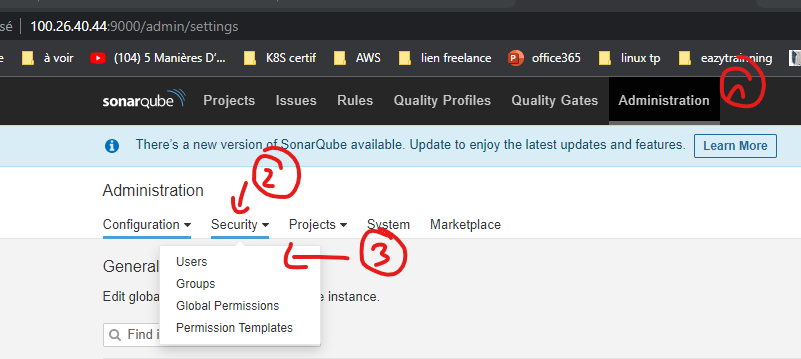 sé 100.26.40.44:9000/admin/settings
à voir (104) 5 Manières D'... K8S certif AWS lien freelance office365 linux tp eazytrainning
sonarqube Projects Issues Rules Quality Profiles Quality Gates Administration 1
There's a new version of SonarQube available. Update to enjoy the latest updates and features. Learn More
2
Administration
Configuration Security Projects System Marketplace
3
Users
General
Groups
Edit globa e instance.
Global Permissions
Permission Templates
Find i